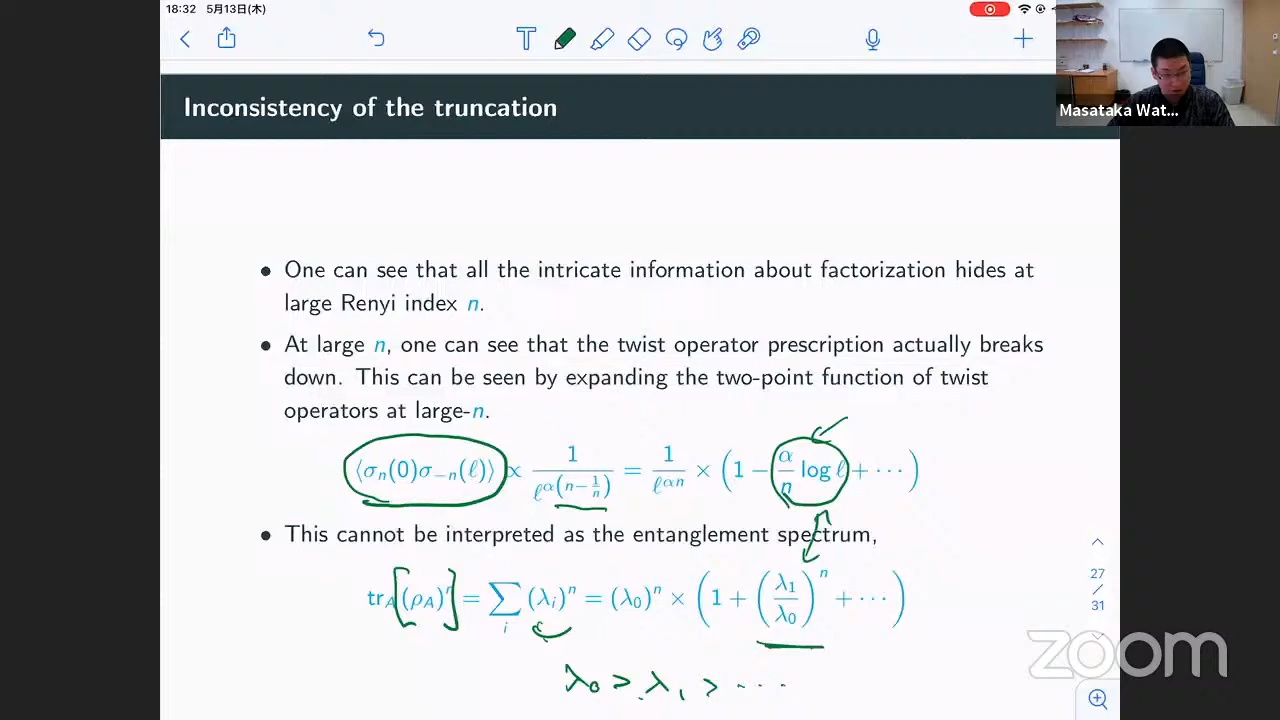 18:32 5月13日(木)
Masataka Wat...
Inconsistency of the truncation
• One can see that all the intricate information about factorization hides at
large Renyi index n.
• At large n, one can see that the twist operator prescription actually breaks
down. This can be seen by expanding the two-point function of twist
operators at large-n.
⟨σₙ(0)σ₋ₙ(ℓ)⟩ ∝ 1/ℓ^{α(n−1/n)} = 1/ℓ^{αn} × (1 − α/n log ℓ + ⋯)
• This cannot be interpreted as the entanglement spectrum,
tr_A[(ρ_A)^n] = ∑_i (λ_i)^n = (λ_0)^n × (1 + (λ_1/λ_0)^n + ⋯)
λ_0 > λ_1 > ⋯
27
/
31
zoom